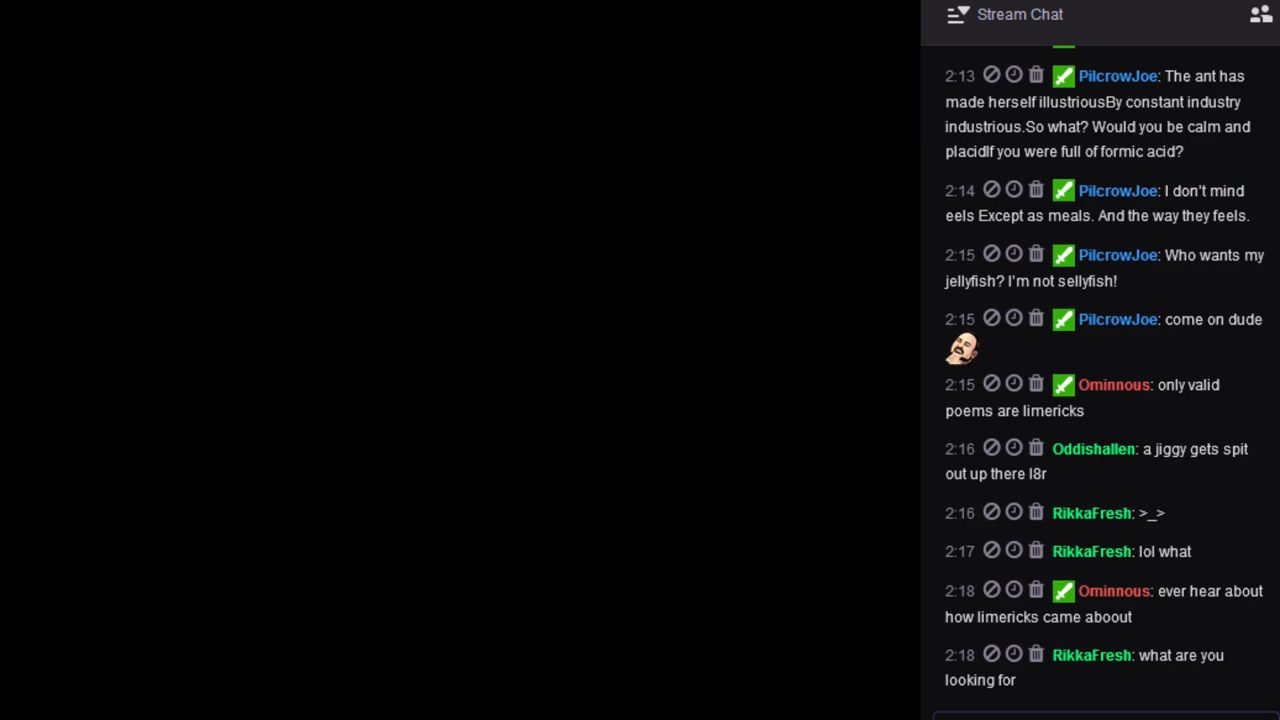 Stream Chat
2:13 PilcrowJoe: The ant has
made herself illustriousBy constant industry
industrious.So what? Would you be calm and
placidIf you were full of formic acid?
2:14 PilcrowJoe: I don't mind
eels Except as meals. And the way they feels.
2:15 PilcrowJoe: Who wants my
jellyfish? I'm not sellyfish!
2:15 PilcrowJoe: come on dude
2:15 Ominnous: only valid
poems are limericks
2:16 Oddishallen: a jiggy gets spit
out up there l8r
2:16 RikkaFresh: >_>
2:17 RikkaFresh: lol what
2:18 Ominnous: ever hear about
how limericks came aboout
2:18 RikkaFresh: what are you
looking for